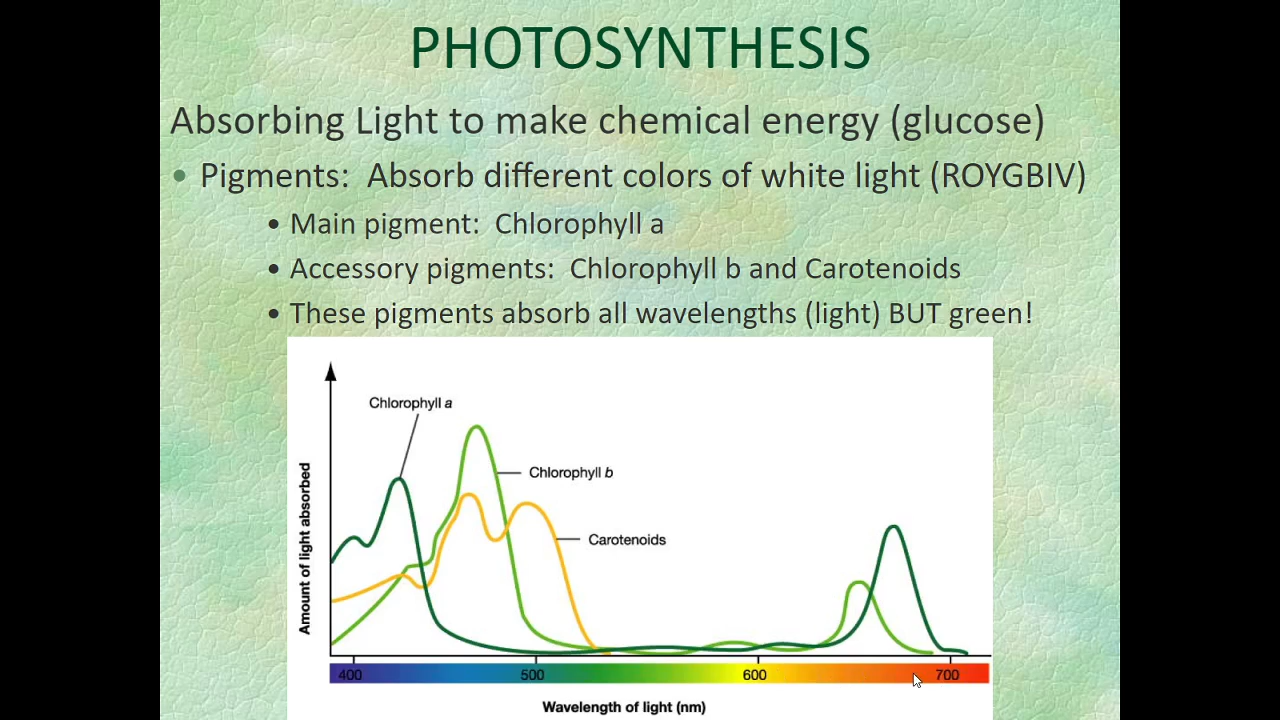 PHOTOSYNTHESIS
Absorbing Light to make chemical energy (glucose)
• Pigments:  Absorb different colors of white light (ROYGBIV)
• Main pigment:  Chlorophyll a
• Accessory pigments:  Chlorophyll b and Carotenoids
• These pigments absorb all wavelengths (light) BUT green!
Chlorophyll a
Chlorophyll b
Carotenoids
Amount of light absorbed
400 500 600 700
Wavelength of light (nm)